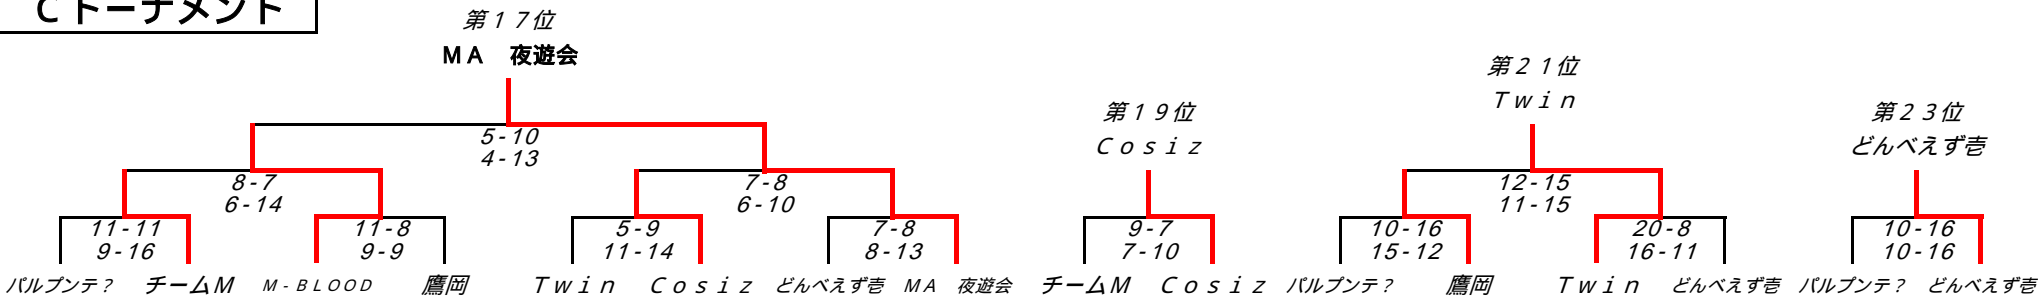 Cトーナメント
第17位
MA 夜遊会
第21位
Twin
第19位
Cosiz
第23位
どんべえず壱
5-10
4-13
8-7
6-14
7-8
6-10
12-15
11-15
11-11
9-16
11-8
9-9
5-9
11-14
7-8
8-13
9-7
7-10
10-16
15-12
20-8
16-11
10-16
10-16
パルプンテ? チームM M-BLOOD 鷹岡 Twin Cosiz どんべえず壱 MA 夜遊会 チームM Cosiz パルプンテ? 鷹岡 Twin どんべえず壱 パルプンテ? どんべえず壱